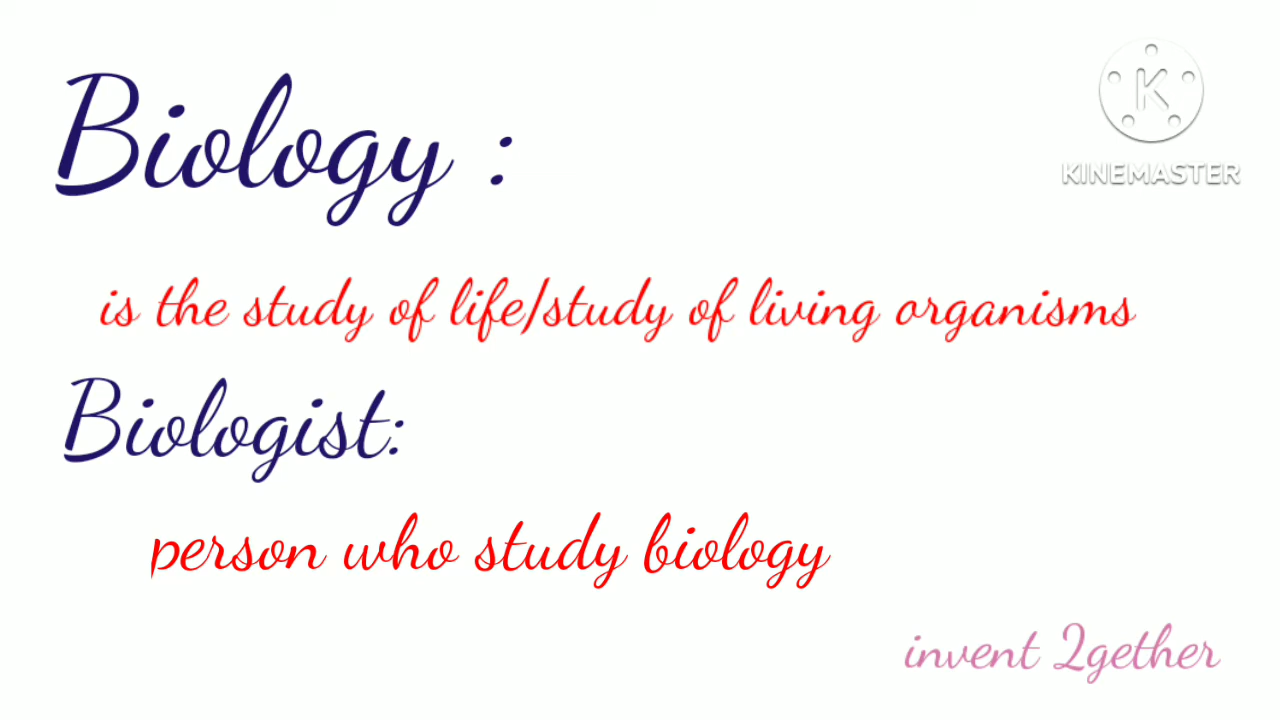 Biology :
KINEMASTER
is the study of life/study of living organisms
Biologist:
person who study biology
invent 2gether